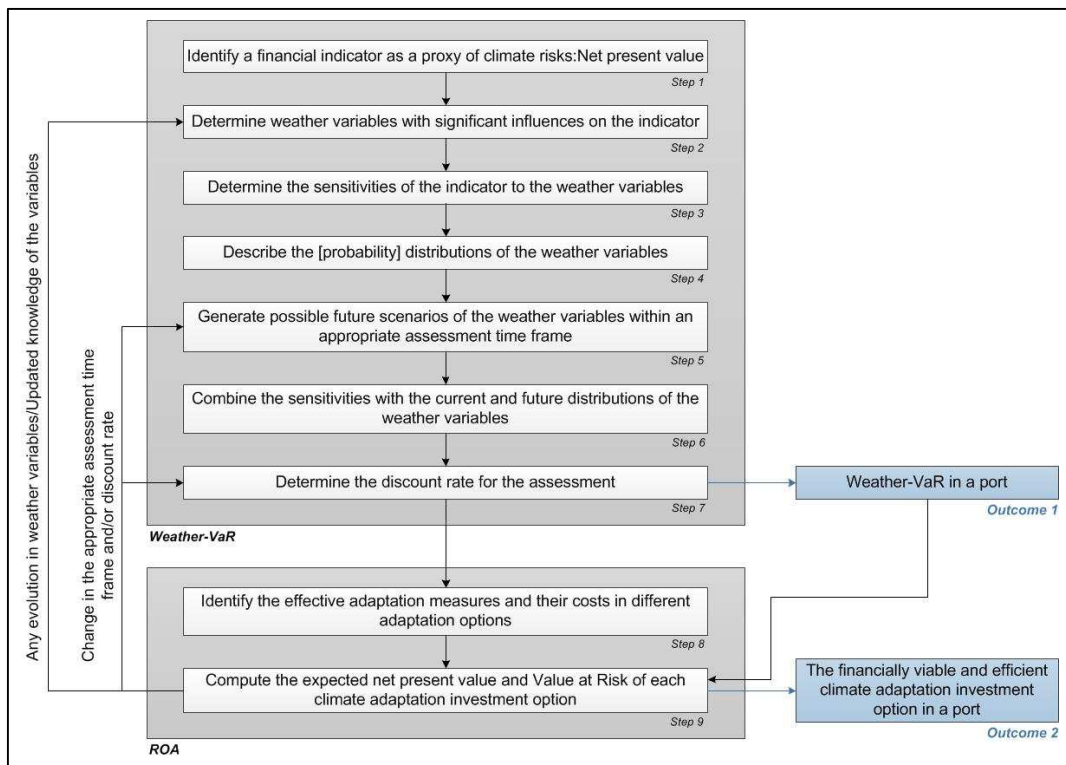 Identify a financial indicator as a proxy of climate risks:Net present value
Step 1
Determine weather variables with significant influences on the indicator
Step 2
Determine the sensitivities of the indicator to the weather variables
Step 3
Describe the [probability] distributions of the weather variables
Step 4
Generate possible future scenarios of the weather variables within an
appropriate assessment time frame
Step 5
Combine the sensitivities with the current and future distributions of the
weather variables
Step 6
Determine the discount rate for the assessment
Step 7
Weather-VaR
Weather-VaR in a port
Outcome 1
Identify the effective adaptation measures and their costs in different
adaptation options
Step 8
Compute the expected net present value and Value at Risk of each
climate adaptation investment option
Step 9
ROA
The financially viable and efficient
climate adaptation investment
option in a port
Outcome 2
Any evolution in weather variables/Updated knowledge of the variables
Change in the appropriate assessment time
frame and/or discount rate